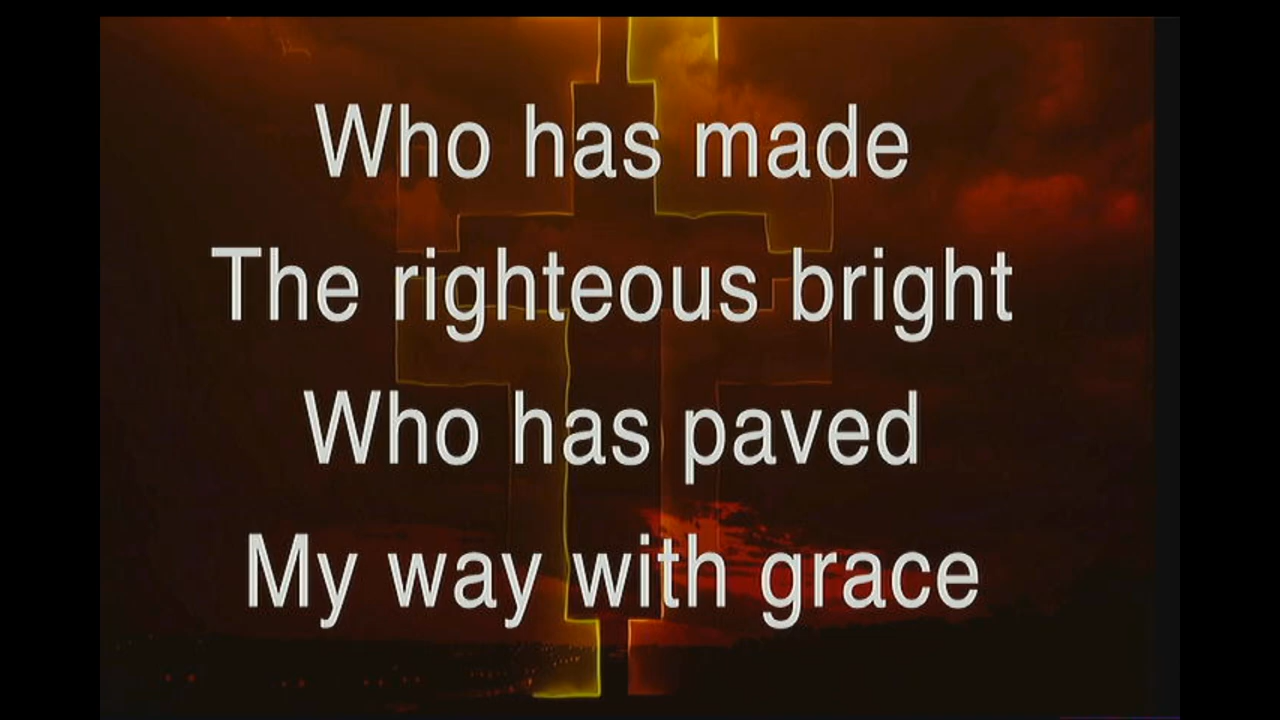 Who has made
The righteous bright
Who has paved
My way with grace